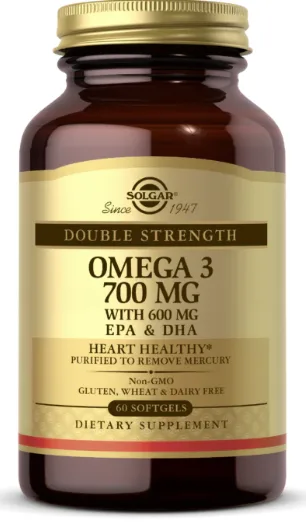 SOLGAR®
Since 1947
DOUBLE STRENGTH
OMEGA 3
700 MG
WITH 600 MG
EPA & DHA
HEART HEALTHY*
PURIFIED TO REMOVE MERCURY
Non-GMO
GLUTEN, WHEAT & DAIRY FREE
60 SOFTGELS
DIETARY SUPPLEMENT